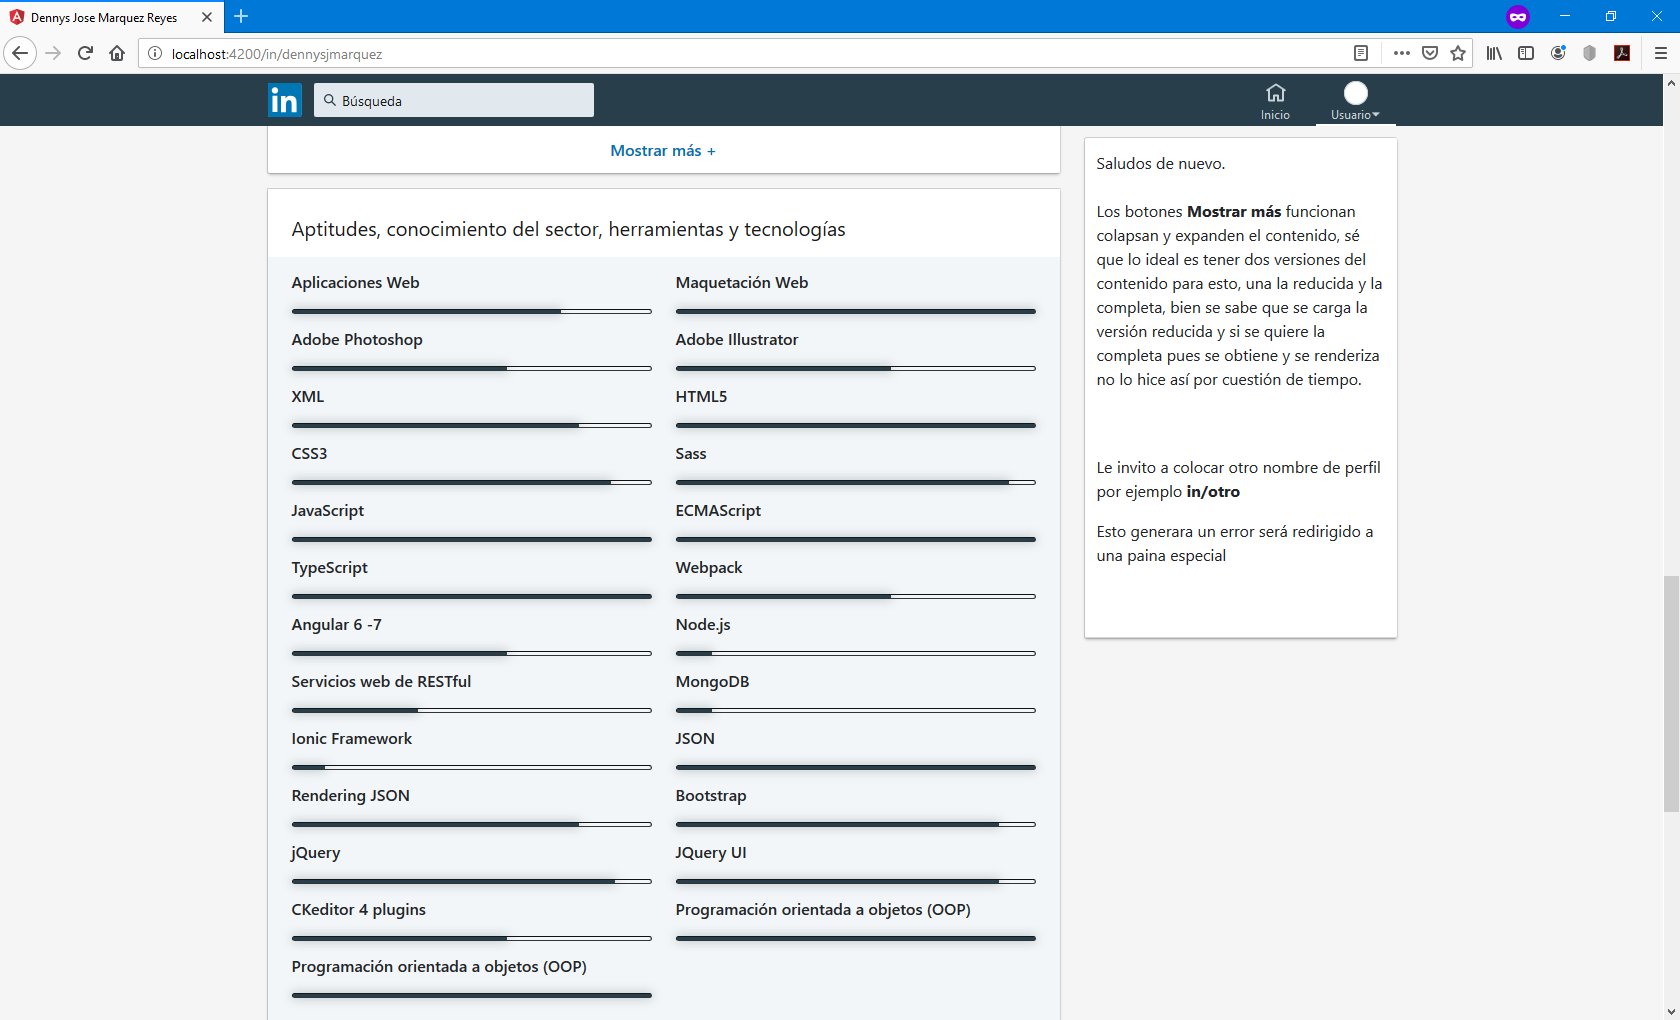 Dennys Jose Marquez Reyes
localhost:4200/in/dennysjmarquez
in
Búsqueda
Inicio
Usuario
Mostrar más +
Aptitudes, conocimiento del sector, herramientas y tecnologías
Aplicaciones Web
Maquetación Web
Adobe Photoshop
Adobe Illustrator
XML
HTML5
CSS3
Sass
JavaScript
ECMAScript
TypeScript
Webpack
Angular 6 -7
Node.js
Servicios web de RESTful
MongoDB
Ionic Framework
JSON
Rendering JSON
Bootstrap
jQuery
JQuery UI
CKeditor 4 plugins
Programación orientada a objetos (OOP)
Programación orientada a objetos (OOP)
Saludos de nuevo.
Los botones Mostrar más funcionan
colapsan y expanden el contenido, sé
que lo ideal es tener dos versiones del
contenido para esto, una la reducida y la
completa, bien se sabe que se carga la
versión reducida y si se quiere la
completa pues se obtiene y se renderiza
no lo hice así por cuestión de tiempo.
Le invito a colocar otro nombre de perfil
por ejemplo in/otro
Esto generara un error será redirigido a
una paina especial